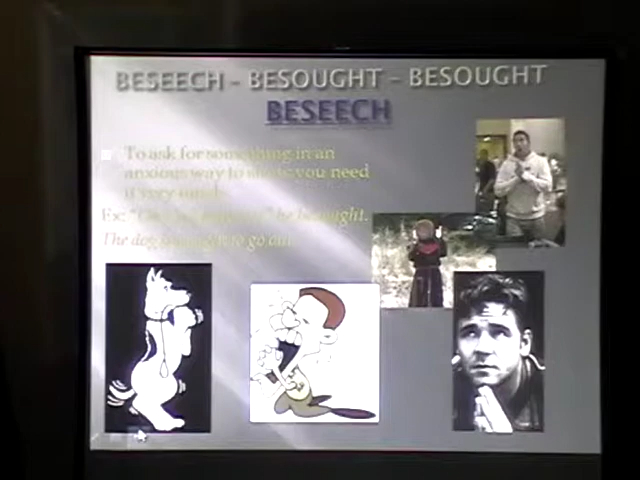 BESEECH - BESOUGHT - BESOUGHT
BESEECH
To ask for something in an
anxious way to show you need
it very much.
Ex: he besought.
The dog to go out.